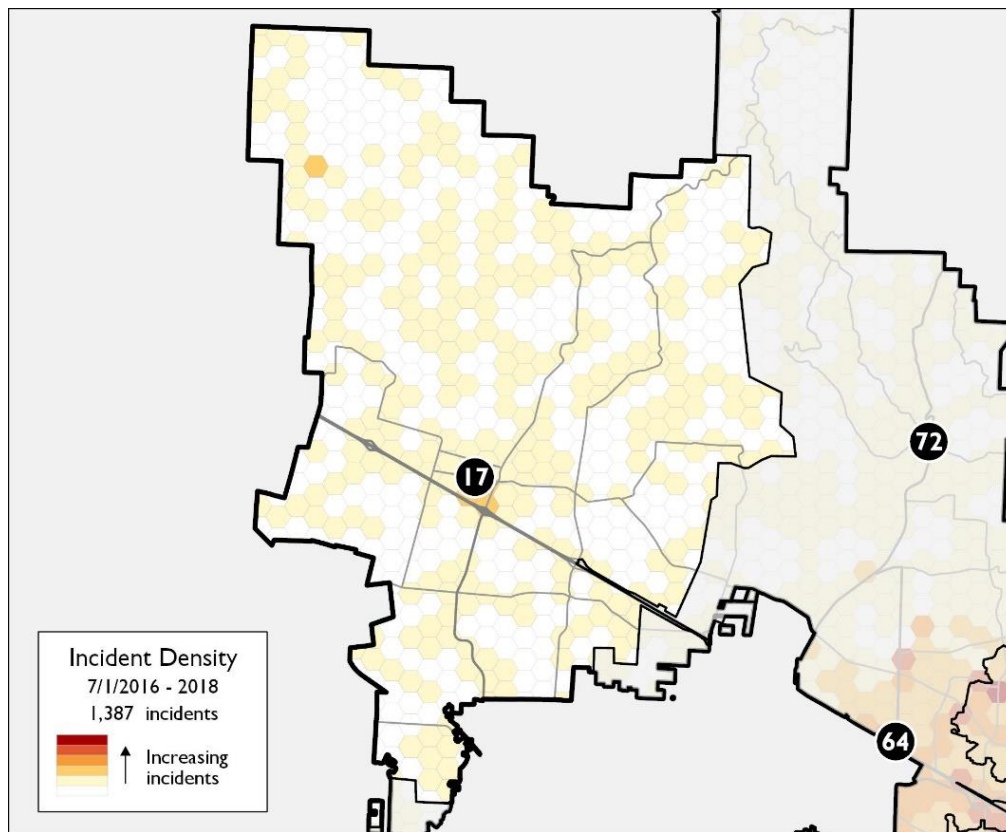 17
72
64
Incident Density
7/1/2016 - 2018
1,387 incidents
Increasing
incidents